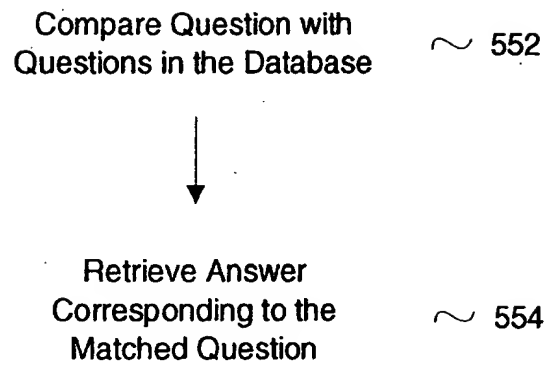 Compare Question with
Questions in the Database
552
Retrieve Answer
Corresponding to the
Matched Question
554